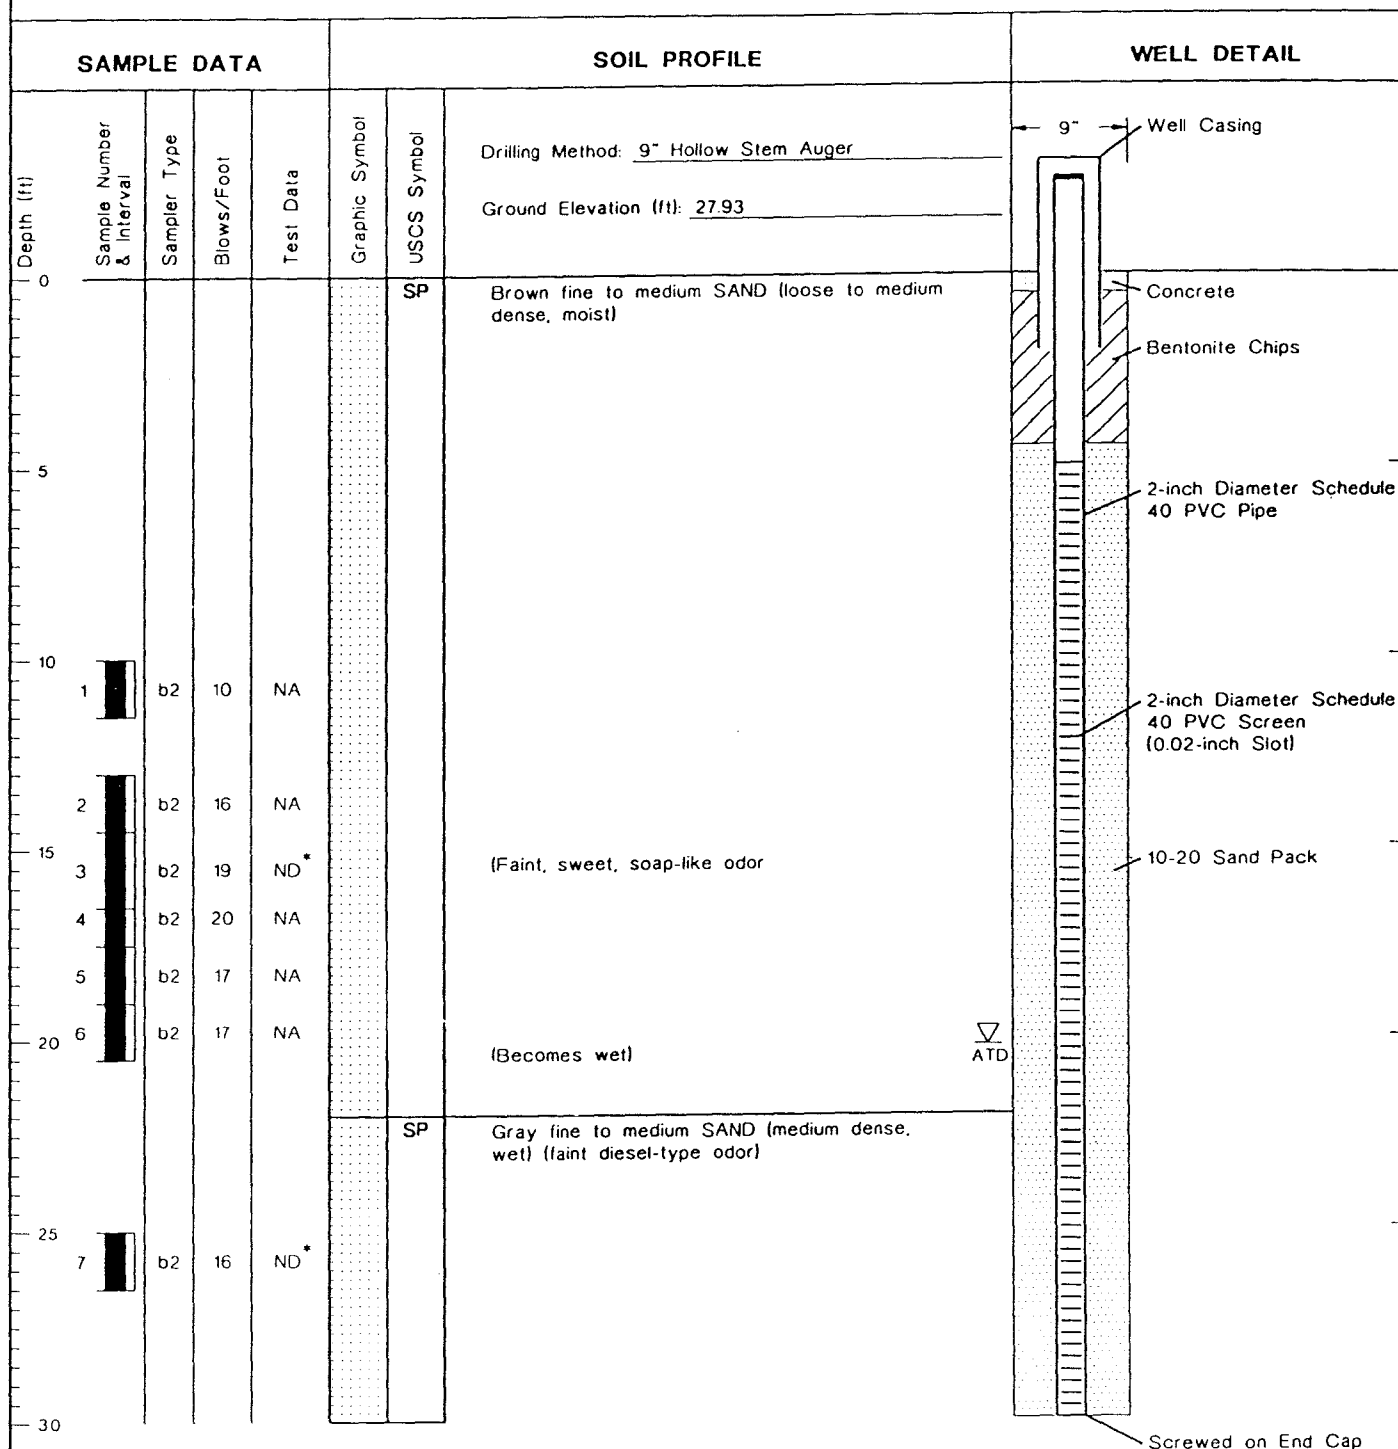 SAMPLE DATA
SOIL PROFILE
WELL DETAIL
Depth (ft)
Sample Number
& Interval
Sampler Type
Blows/Foot
Test Data
Graphic Symbol
USCS Symbol
Drilling Method: 9" Hollow Stem Auger
Ground Elevation (ft): 27.93
9"
Well Casing
0
SP
Brown fine to medium SAND (loose to medium
dense, moist)
Concrete
Bentonite Chips
5
2-inch Diameter Schedule
40 PVC Pipe
10
1 b2 10 NA
2-inch Diameter Schedule
40 PVC Screen
(0.02-inch Slot)
2 b2 16 NA
15
3 b2 19 ND*
(Faint, sweet, soap-like odor
10-20 Sand Pack
4 b2 20 NA
5 b2 17 NA
6 b2 17 NA
20
(Becomes wet)
ATD
SP
Gray fine to medium SAND (medium dense,
wet) (faint diesel-type odor)
25
7 b2 16 ND*
30
Screwed on End Cap